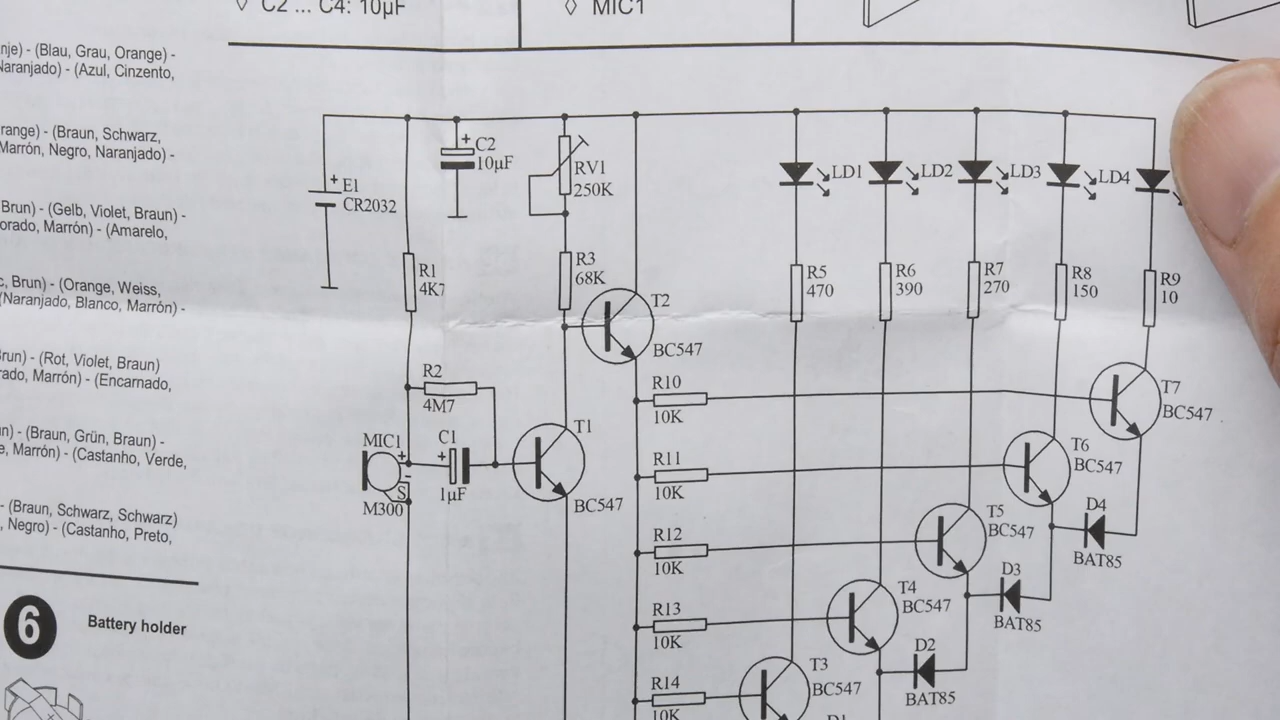 ◊ C2 ... C4: 10µF
◊ MIC1
nje) - (Blau, Grau, Orange) -
Naranjado) - (Azul, Cinzento,
range) - (Braun, Schwarz,
Marrón, Negro, Naranjado) -
Brun) - (Gelb, Violet, Braun) -
orado, Marrón) - (Amarelo,
c, Brun) - (Orange, Weiss,
(Naranjado, Blanco, Marrón) -
Brun) - (Rot, Violet, Braun)
rado, Marrón) - (Encarnado,
un) - (Braun, Grün, Braun) -
e, Marrón) - (Castanho, Verde,
- (Braun, Schwarz, Schwarz)
, Negro) - (Castanho, Preto,
6 Battery holder
+ E1
CR2032
+ C2
10µF
RV1
250K
LD1
LD2
LD3
LD4
R1
4K7
R3
68K
T2
BC547
R5
470
R6
390
R7
270
R8
150
R9
10
R2
4M7
MIC1
+
-
S
M300
C1
+
1µF
T1
BC547
R10
10K
T7
BC547
R11
10K
T6
BC547
D4
BAT85
R12
10K
T5
BC547
D3
BAT85
R13
10K
T4
BC547
D2
BAT85
R14
10K
T3
BC547
D1